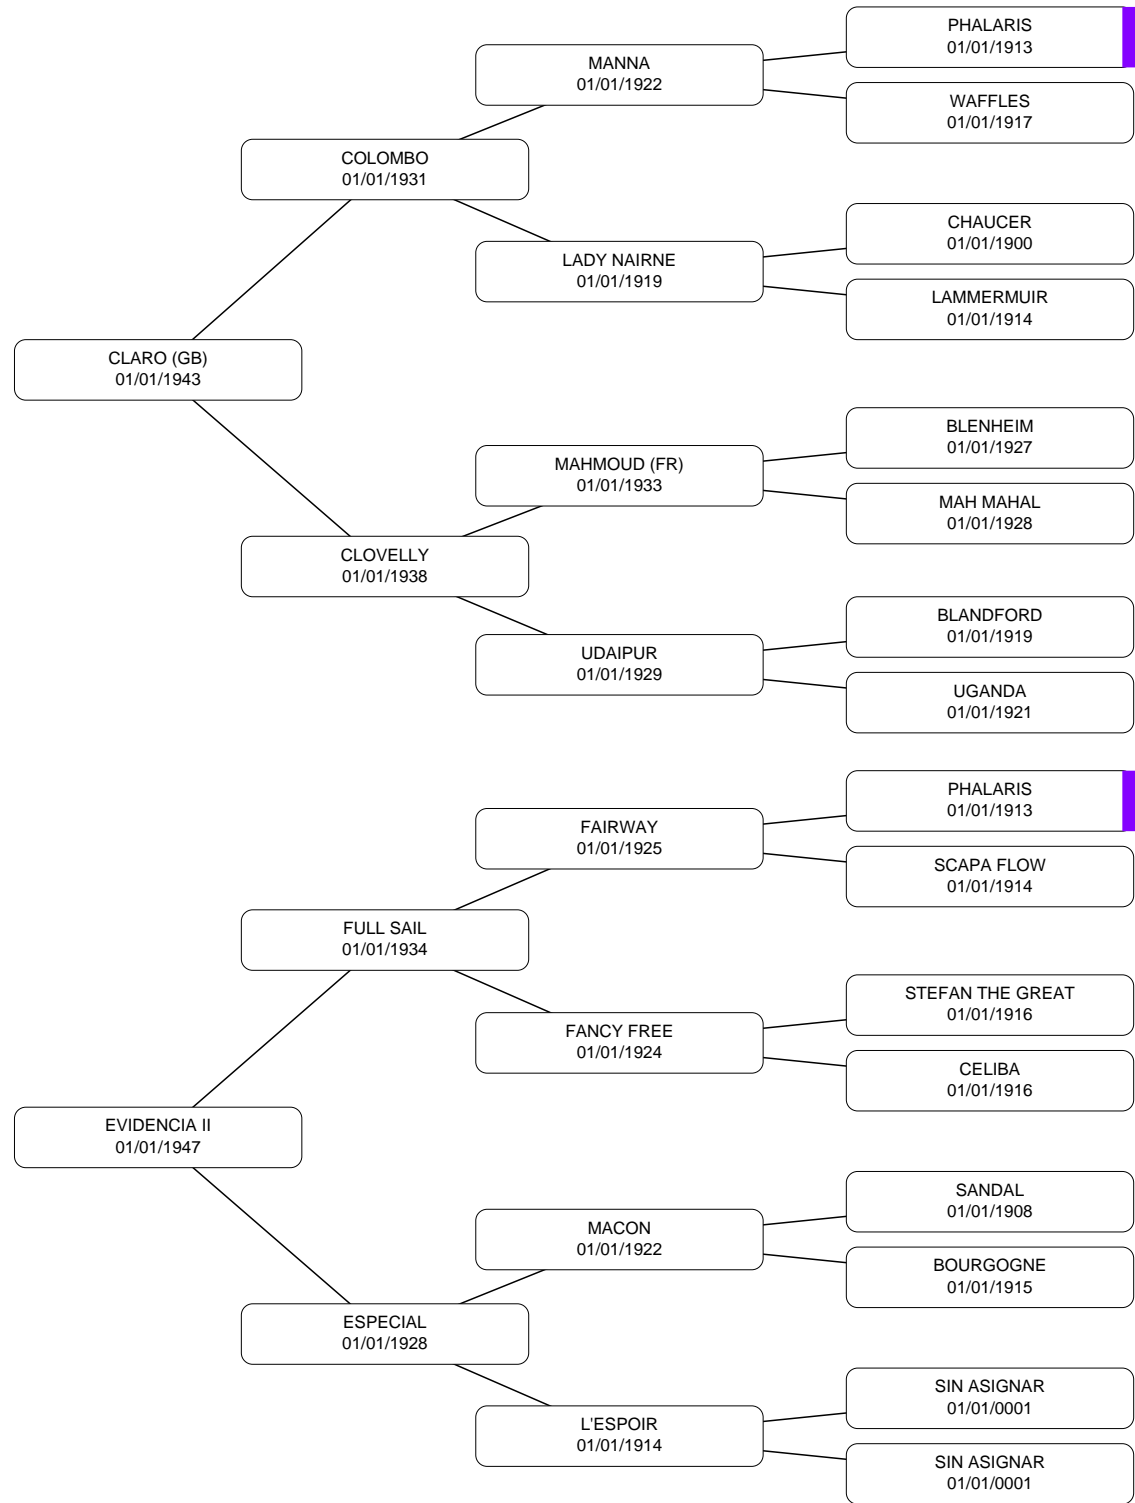 PHALARIS
01/01/1913
MANNA
01/01/1922
WAFFLES
01/01/1917
COLOMBO
01/01/1931
CHAUCER
01/01/1900
LADY NAIRNE
01/01/1919
LAMMERMUIR
01/01/1914
CLARO (GB)
01/01/1943
BLENHEIM
01/01/1927
MAHMOUD (FR)
01/01/1933
MAH MAHAL
01/01/1928
CLOVELLY
01/01/1938
BLANDFORD
01/01/1919
UDAIPUR
01/01/1929
UGANDA
01/01/1921
PHALARIS
01/01/1913
FAIRWAY
01/01/1925
SCAPA FLOW
01/01/1914
FULL SAIL
01/01/1934
STEFAN THE GREAT
01/01/1916
FANCY FREE
01/01/1924
CELIBA
01/01/1916
EVIDENCIA II
01/01/1947
SANDAL
01/01/1908
MACON
01/01/1922
BOURGOGNE
01/01/1915
ESPECIAL
01/01/1928
SIN ASIGNAR
01/01/0001
L'ESPOIR
01/01/1914
SIN ASIGNAR
01/01/0001